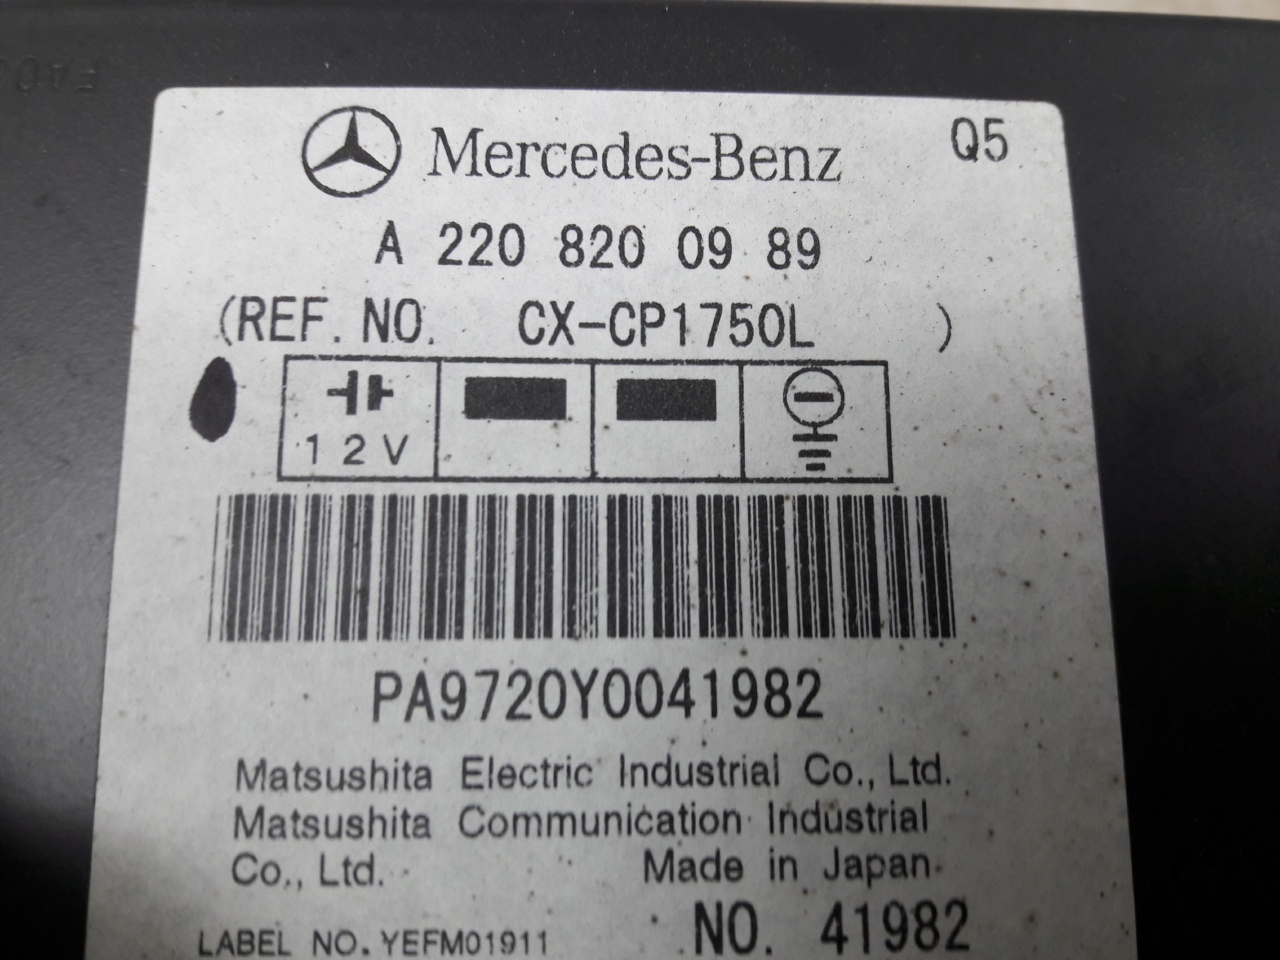 Mercedes-Benz
Q5
A 220 820 09 89
(REF. NO. CX-CP1750L )
12V
PA9720Y0041982
Matsushita Electric Industrial Co., Ltd.
Matsushita Communication Industrial
Co., Ltd. Made in Japan
NO. 41982
LABEL NO. YEFM01911